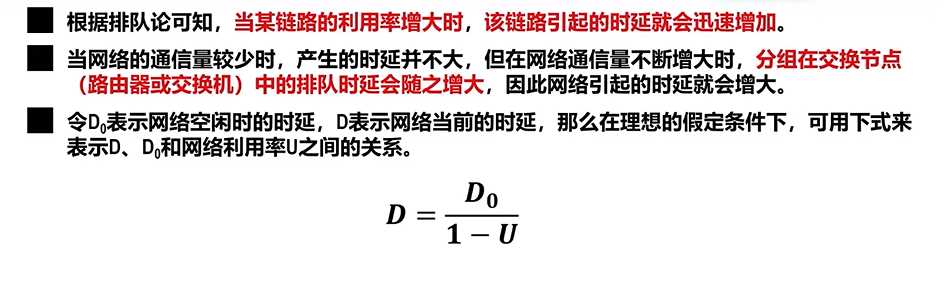 根据排队论可知，当某链路的利用率增大时，该链路引起的时延就会迅速增加。
当网络的通信量较少时，产生的时延并不大，但在网络通信量不断增大时，分组在交换节点
（路由器或交换机）中的排队时延会随之增大，因此网络引起的时延就会增大。
令D₀表示网络空闲时的时延，D表示网络当前的时延，那么在理想的假定条件下，可用下式来
表示D、D₀和网络利用率U之间的关系。
D = D₀ / (1 − U)